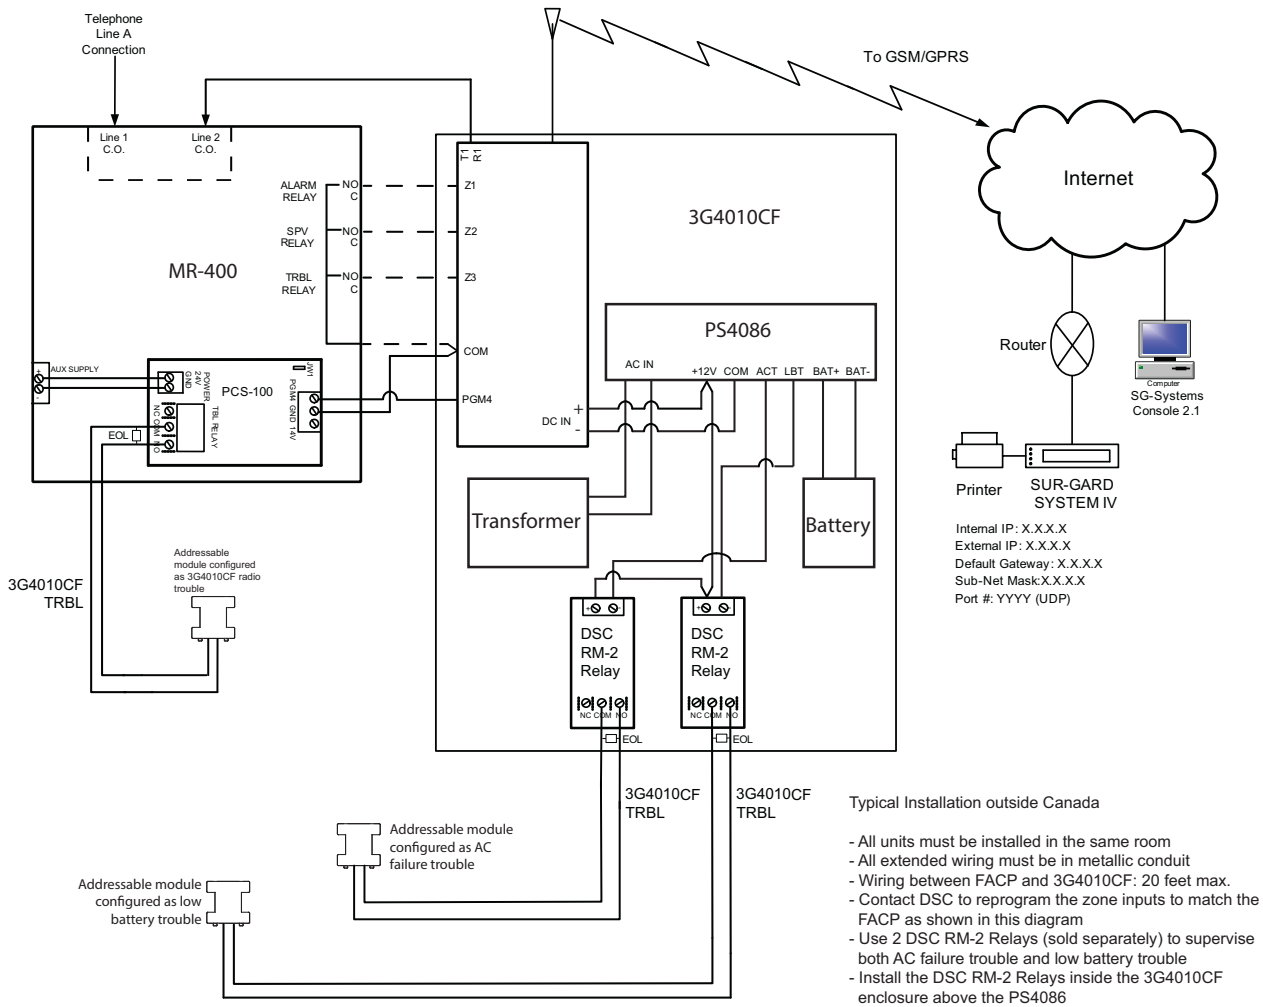 Telephone
Line A
Connection
To GSM/GPRS
Line 1
C.O.
Line 2
C.O.
T1
R1
ALARM
RELAY
NO
C
Z1
SPV
RELAY
NO
C
Z2
TRBL
RELAY
NO
C
Z3
MR-400
3G4010CF
Internet
PS4086
AC IN
+12V
COM
ACT
LBT
BAT+
BAT-
COM
PGM4
DC IN
+
-
AUX SUPPLY
+
-
POWER
24V
GND
PCS-100
JW1
PGM4
GND
14V
TBL RELAY
NC
COM
NO
EOL
Router
Computer
SG-Systems
Console 2.1
Transformer
Battery
Printer
SUR-GARD
SYSTEM IV
Internal IP: X.X.X.X
External IP: X.X.X.X
Default Gateway: X.X.X.X
Sub-Net Mask:X.X.X.X
Port #: YYYY (UDP)
Addressable
module configured
as 3G4010CF radio
trouble
3G4010CF
TRBL
+
-
DSC
RM-2
Relay
NC
COM
NO
EOL
+
-
DSC
RM-2
Relay
NC
COM
NO
EOL
3G4010CF
TRBL
3G4010CF
TRBL
Addressable module
configured as AC
failure trouble
Addressable module
configured as low
battery trouble
Typical Installation outside Canada
- All units must be installed in the same room
- All extended wiring must be in metallic conduit
- Wiring between FACP and 3G4010CF: 20 feet max.
- Contact DSC to reprogram the zone inputs to match the
FACP as shown in this diagram
- Use 2 DSC RM-2 Relays (sold separately) to supervise
both AC failure trouble and low battery trouble
- Install the DSC RM-2 Relays inside the 3G4010CF
enclosure above the PS4086